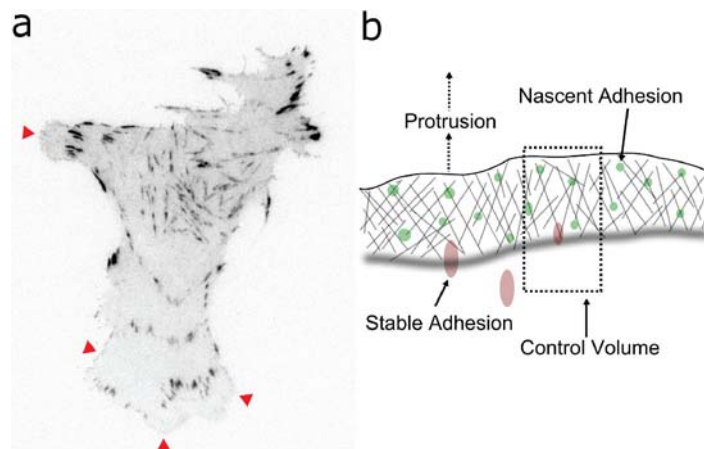 a
b
Nascent Adhesion
Protrusion
Stable Adhesion
Control Volume